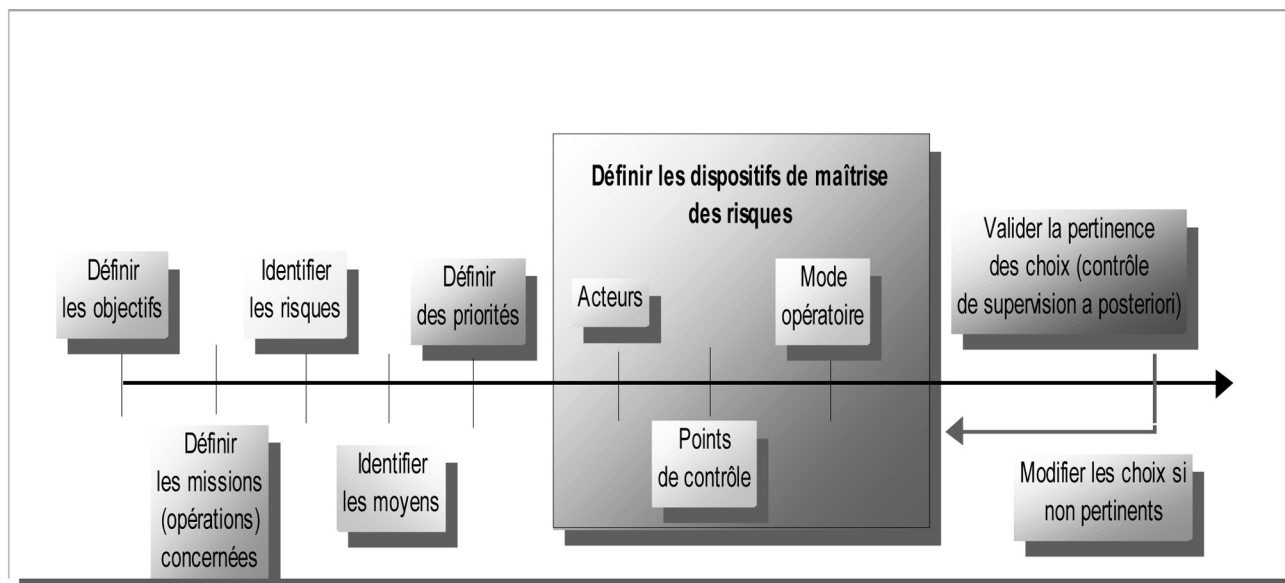 Définir
les objectifs
Définir
les missions
(opérations)
concernées
Identifier
les risques
Identifier
les moyens
Définir
des priorités
Définir les dispositifs de maîtrise
des risques
Acteurs
Points
de contrôle
Mode
opératoire
Valider la pertinence
des choix (contrôle
de supervision a posteriori)
Modifier les choix si
non pertinents